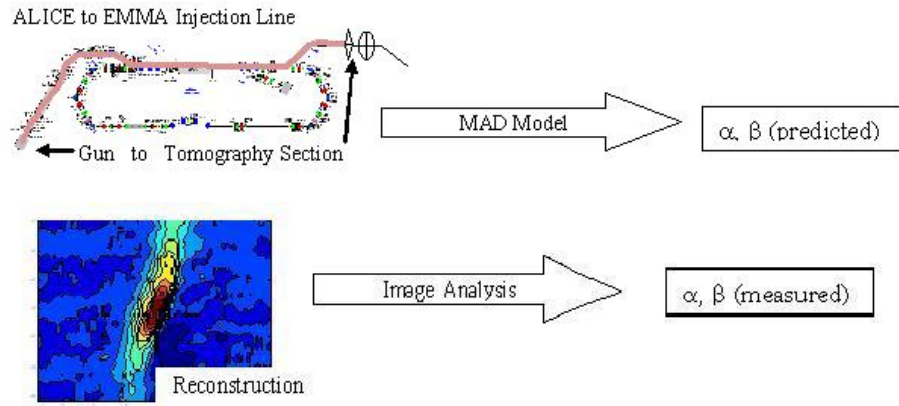 ALICE to EMMA Injection Line
Gun to Tomography Section
MAD Model
α, β (predicted)
Reconstruction
Image Analysis
α, β (measured)